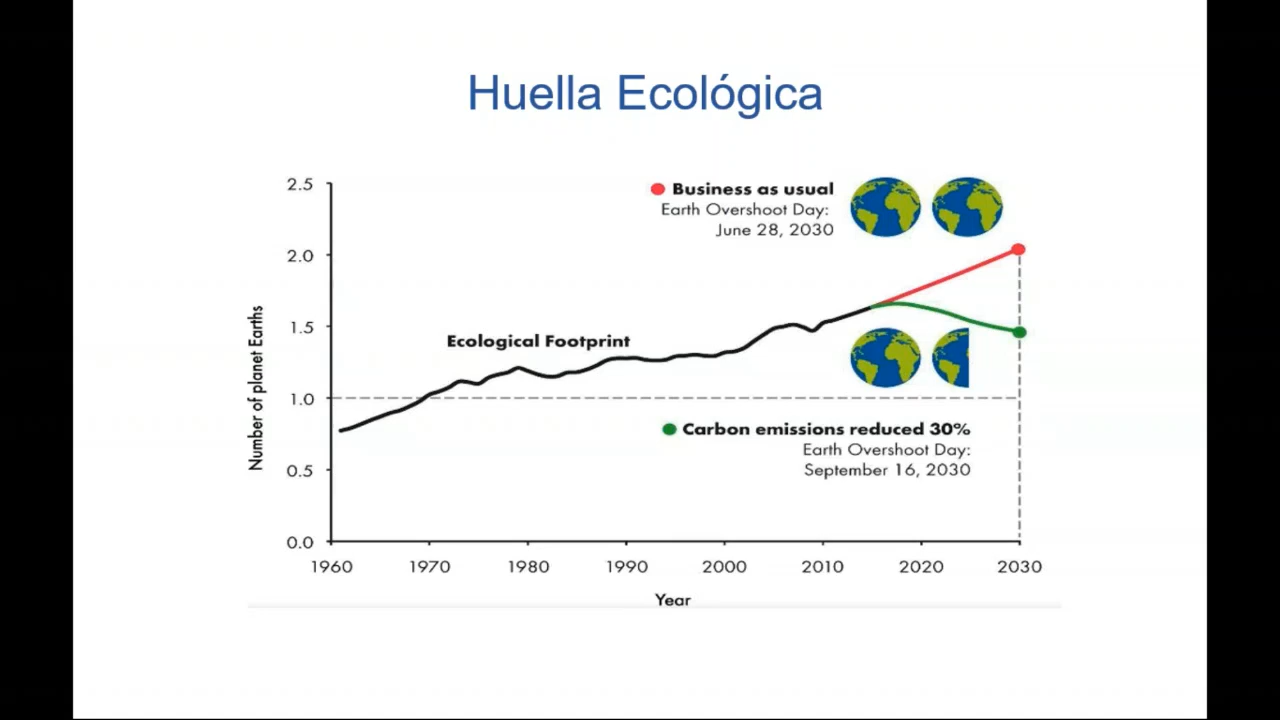 Huella Ecológica
2.5
2.0
1.5
1.0
0.5
0.0
Number of planet Earths
Business as usual
Earth Overshoot Day:
June 28, 2030
Ecological Footprint
Carbon emissions reduced 30%
Earth Overshoot Day:
September 16, 2030
1960 1970 1980 1990 2000 2010 2020 2030
Year